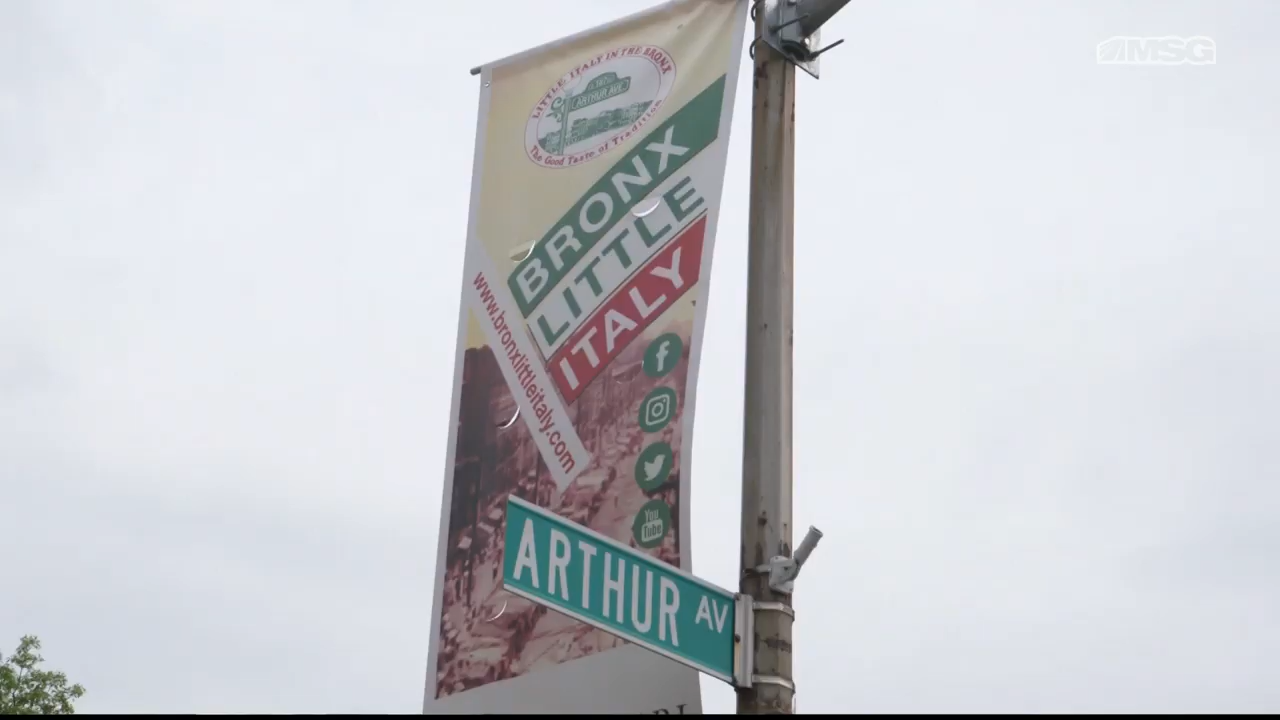 MSG
LITTLE ITALY IN THE BRONX
ARTHUR AVE.
The Good Taste of Tradition
BRONX
LITTLE
ITALY
www.bronxlittleitaly.com
f
You
Tube
ARTHUR AV